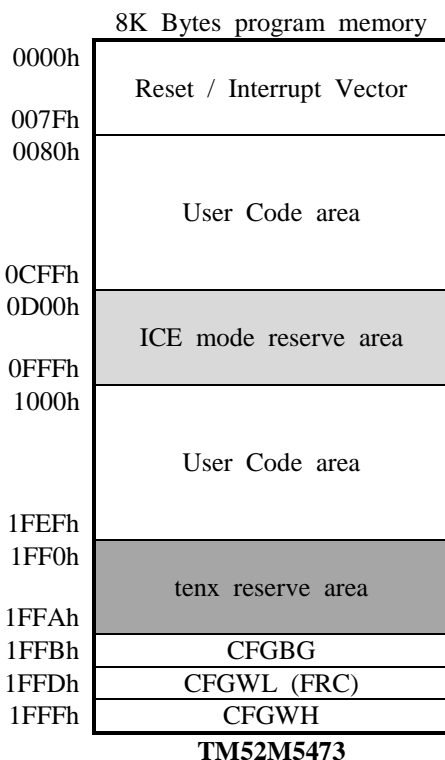 8K Bytes program memory
0000h
Reset / Interrupt Vector
007Fh
0080h
User Code area
0CFFh
0D00h
ICE mode reserve area
0FFFh
1000h
User Code area
1FEFh
1FF0h
tenx reserve area
1FFAh
1FFBh CFGBG
1FFDh CFGWL (FRC)
1FFFh CFGWH
TM52M5473